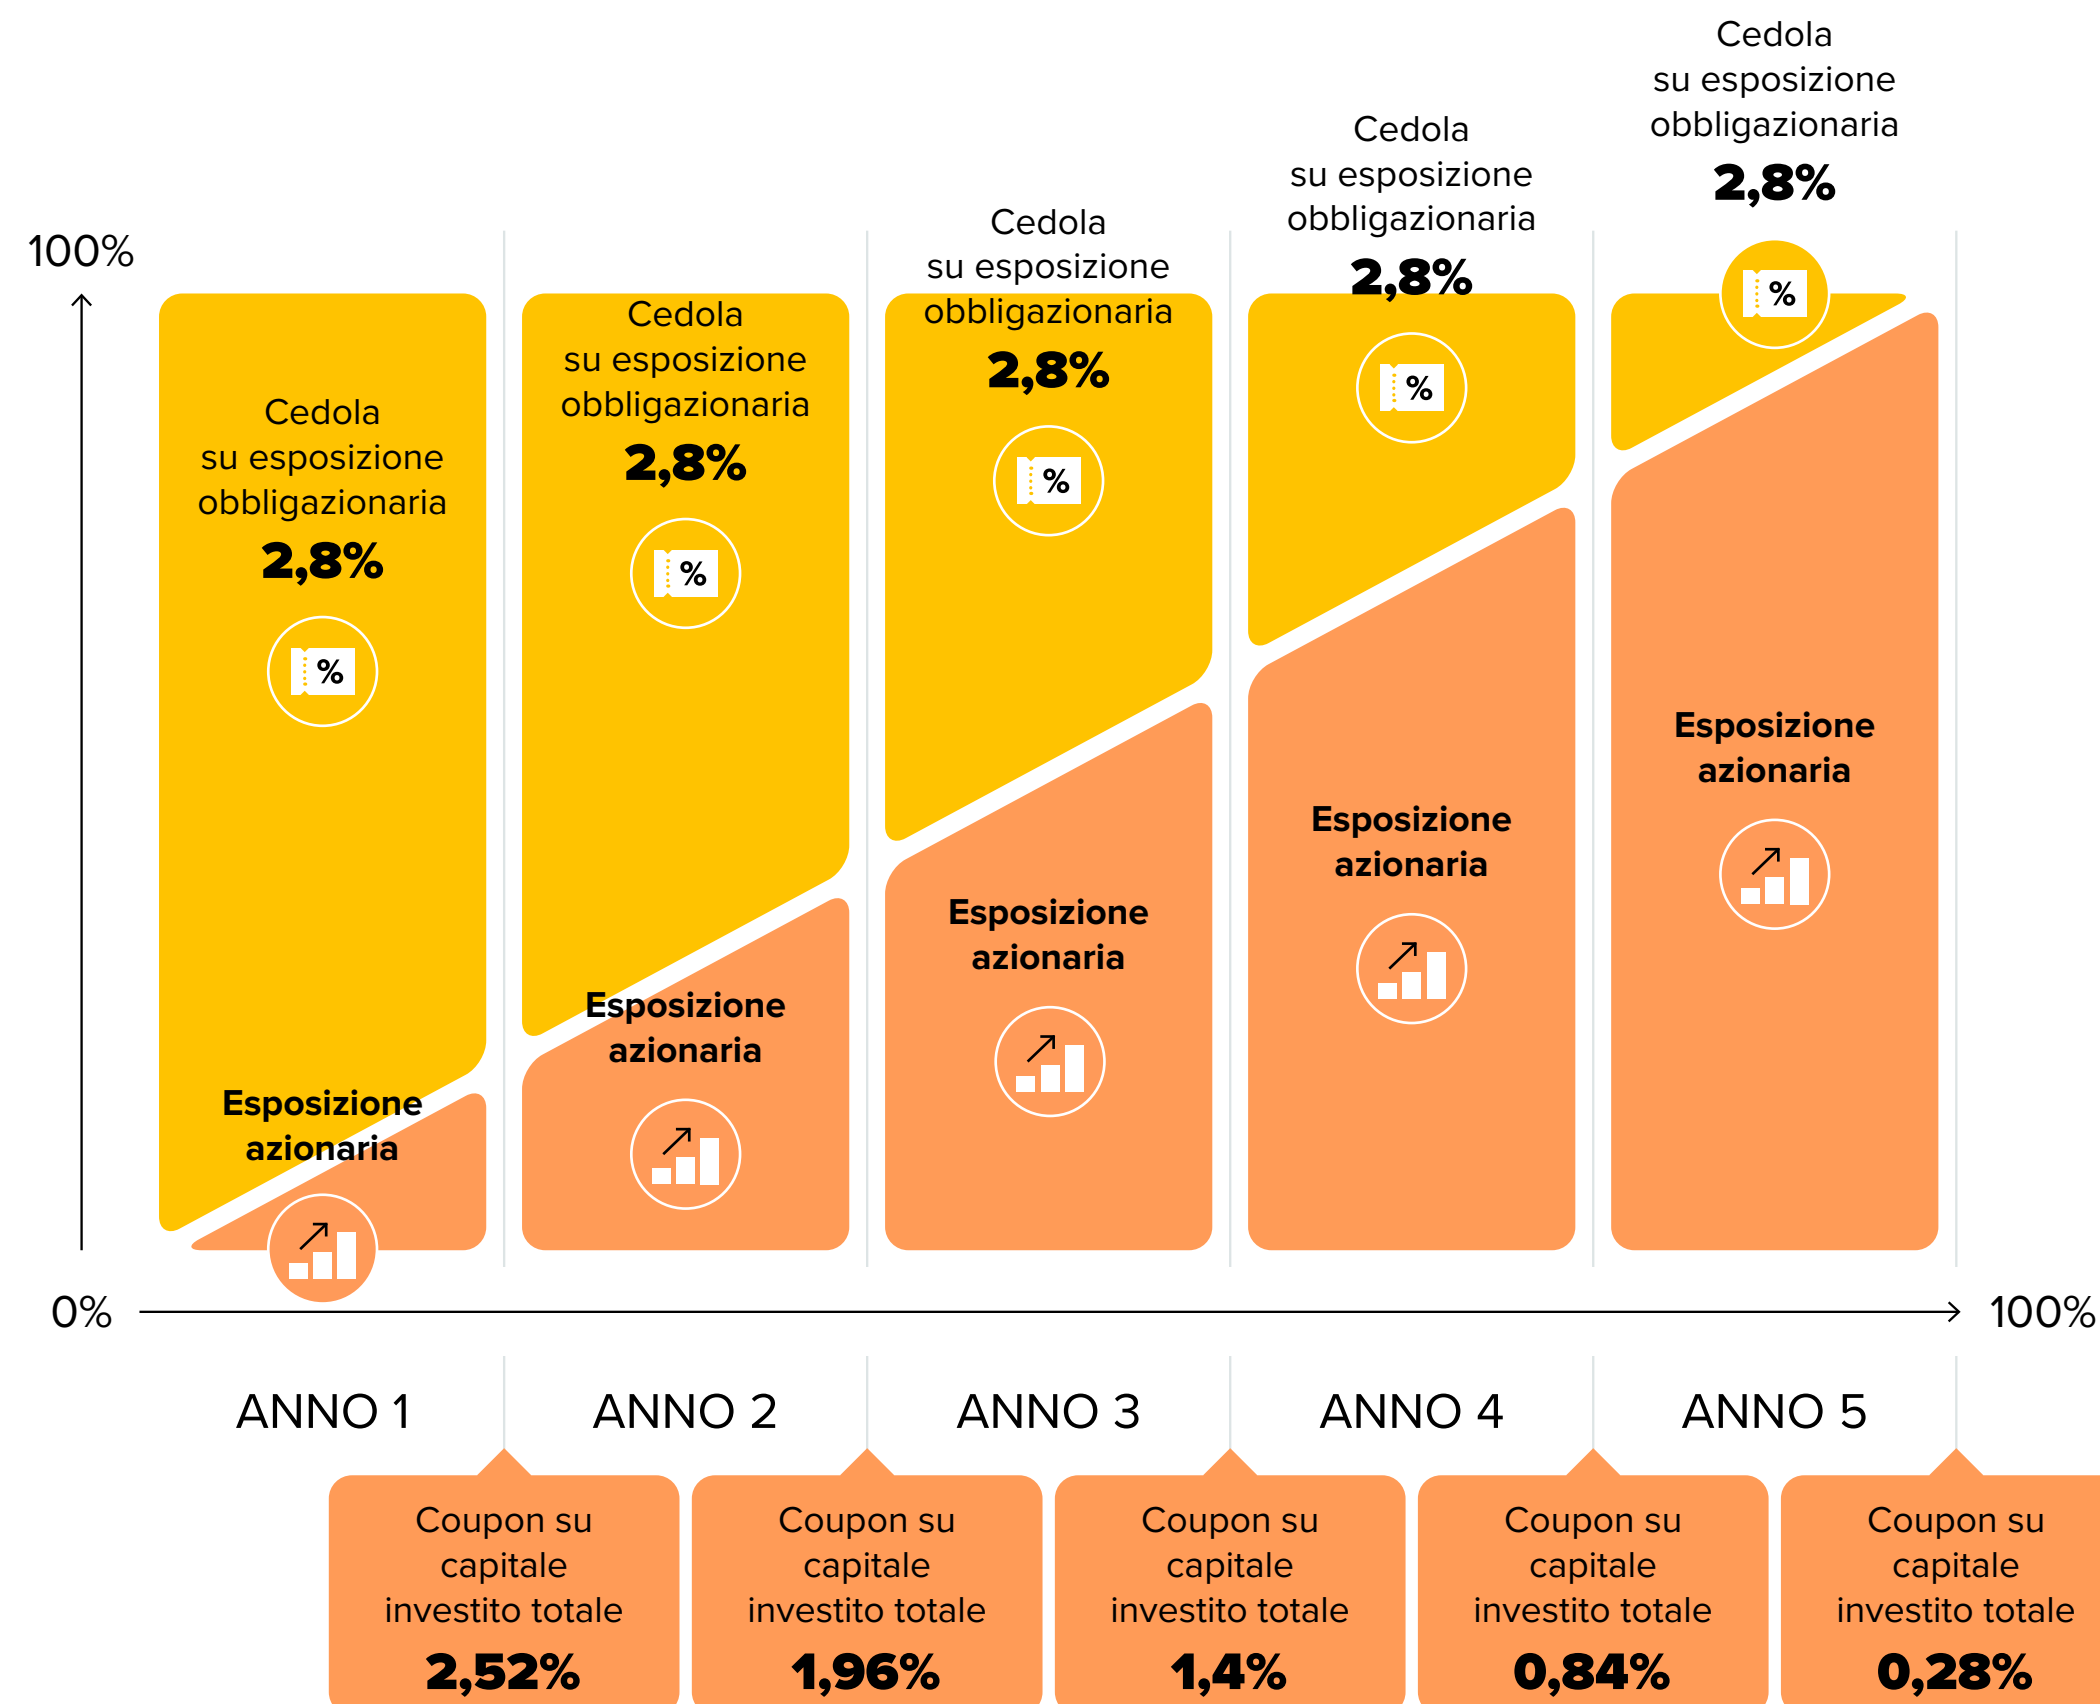 100%
Cedola
su esposizione
obbligazionaria
2,8%
%
Esposizione
azionaria
Cedola
su esposizione
obbligazionaria
2,8%
%
Esposizione
azionaria
Cedola
su esposizione
obbligazionaria
2,8%
%
Esposizione
azionaria
Cedola
su esposizione
obbligazionaria
2,8%
%
Esposizione
azionaria
Cedola
su esposizione
obbligazionaria
2,8%
%
Esposizione
azionaria
0%
100%
ANNO 1
ANNO 2
ANNO 3
ANNO 4
ANNO 5
Coupon su
capitale
investito totale
2,52%
Coupon su
capitale
investito totale
1,96%
Coupon su
capitale
investito totale
1,4%
Coupon su
capitale
investito totale
0,84%
Coupon su
capitale
investito totale
0,28%